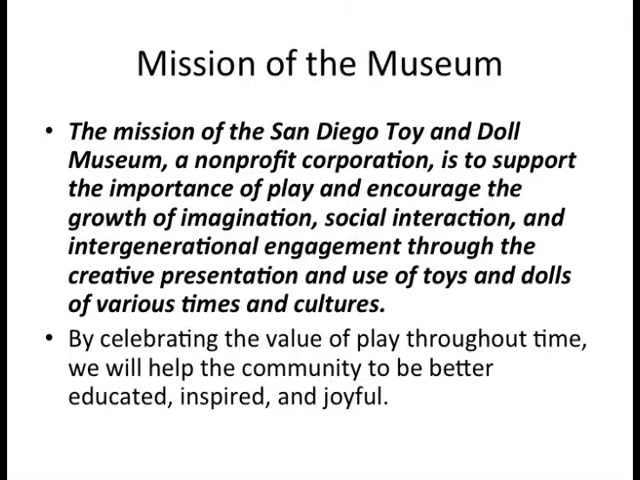 Mission of the Museum
• The mission of the San Diego Toy and Doll
Museum, a nonprofit corporation, is to support
the importance of play and encourage the
growth of imagination, social interaction, and
intergenerational engagement through the
creative presentation and use of toys and dolls
of various times and cultures.
• By celebrating the value of play throughout time,
we will help the community to be better
educated, inspired, and joyful.